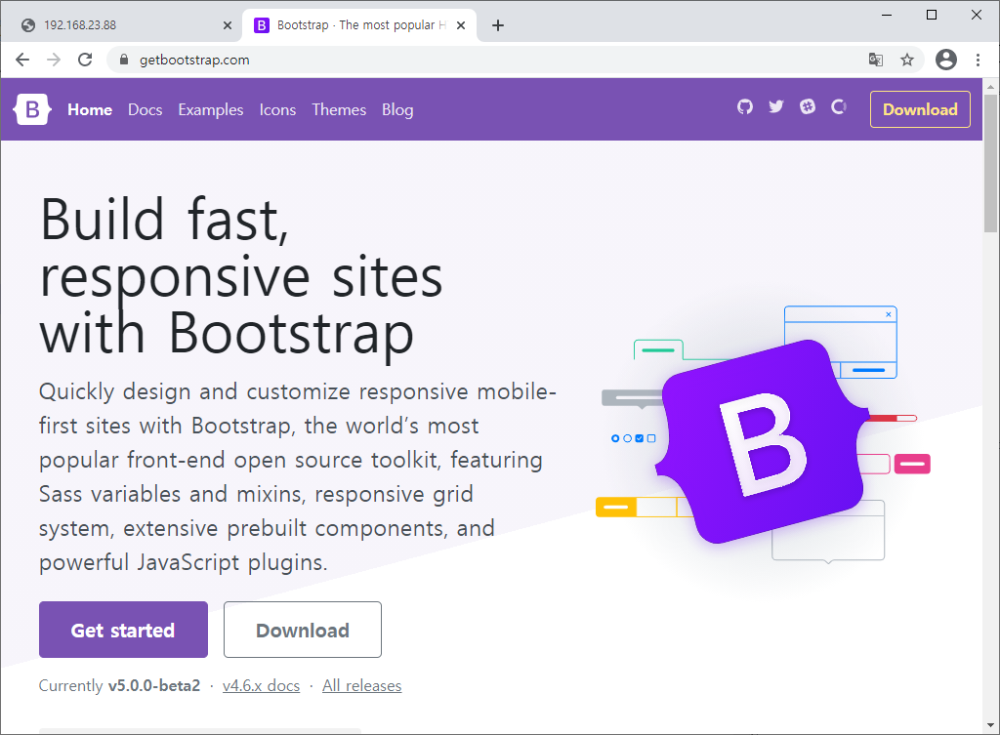 192.168.23.88
Bootstrap · The most popular H
getbootstrap.com
B Home Docs Examples Icons Themes Blog Download
Build fast,
responsive sites
with Bootstrap
Quickly design and customize responsive mobile-
first sites with Bootstrap, the world’s most
popular front-end open source toolkit, featuring
Sass variables and mixins, responsive grid
system, extensive prebuilt components, and
powerful JavaScript plugins.
B
Get started Download
Currently v5.0.0-beta2 · v4.6.x docs · All releases